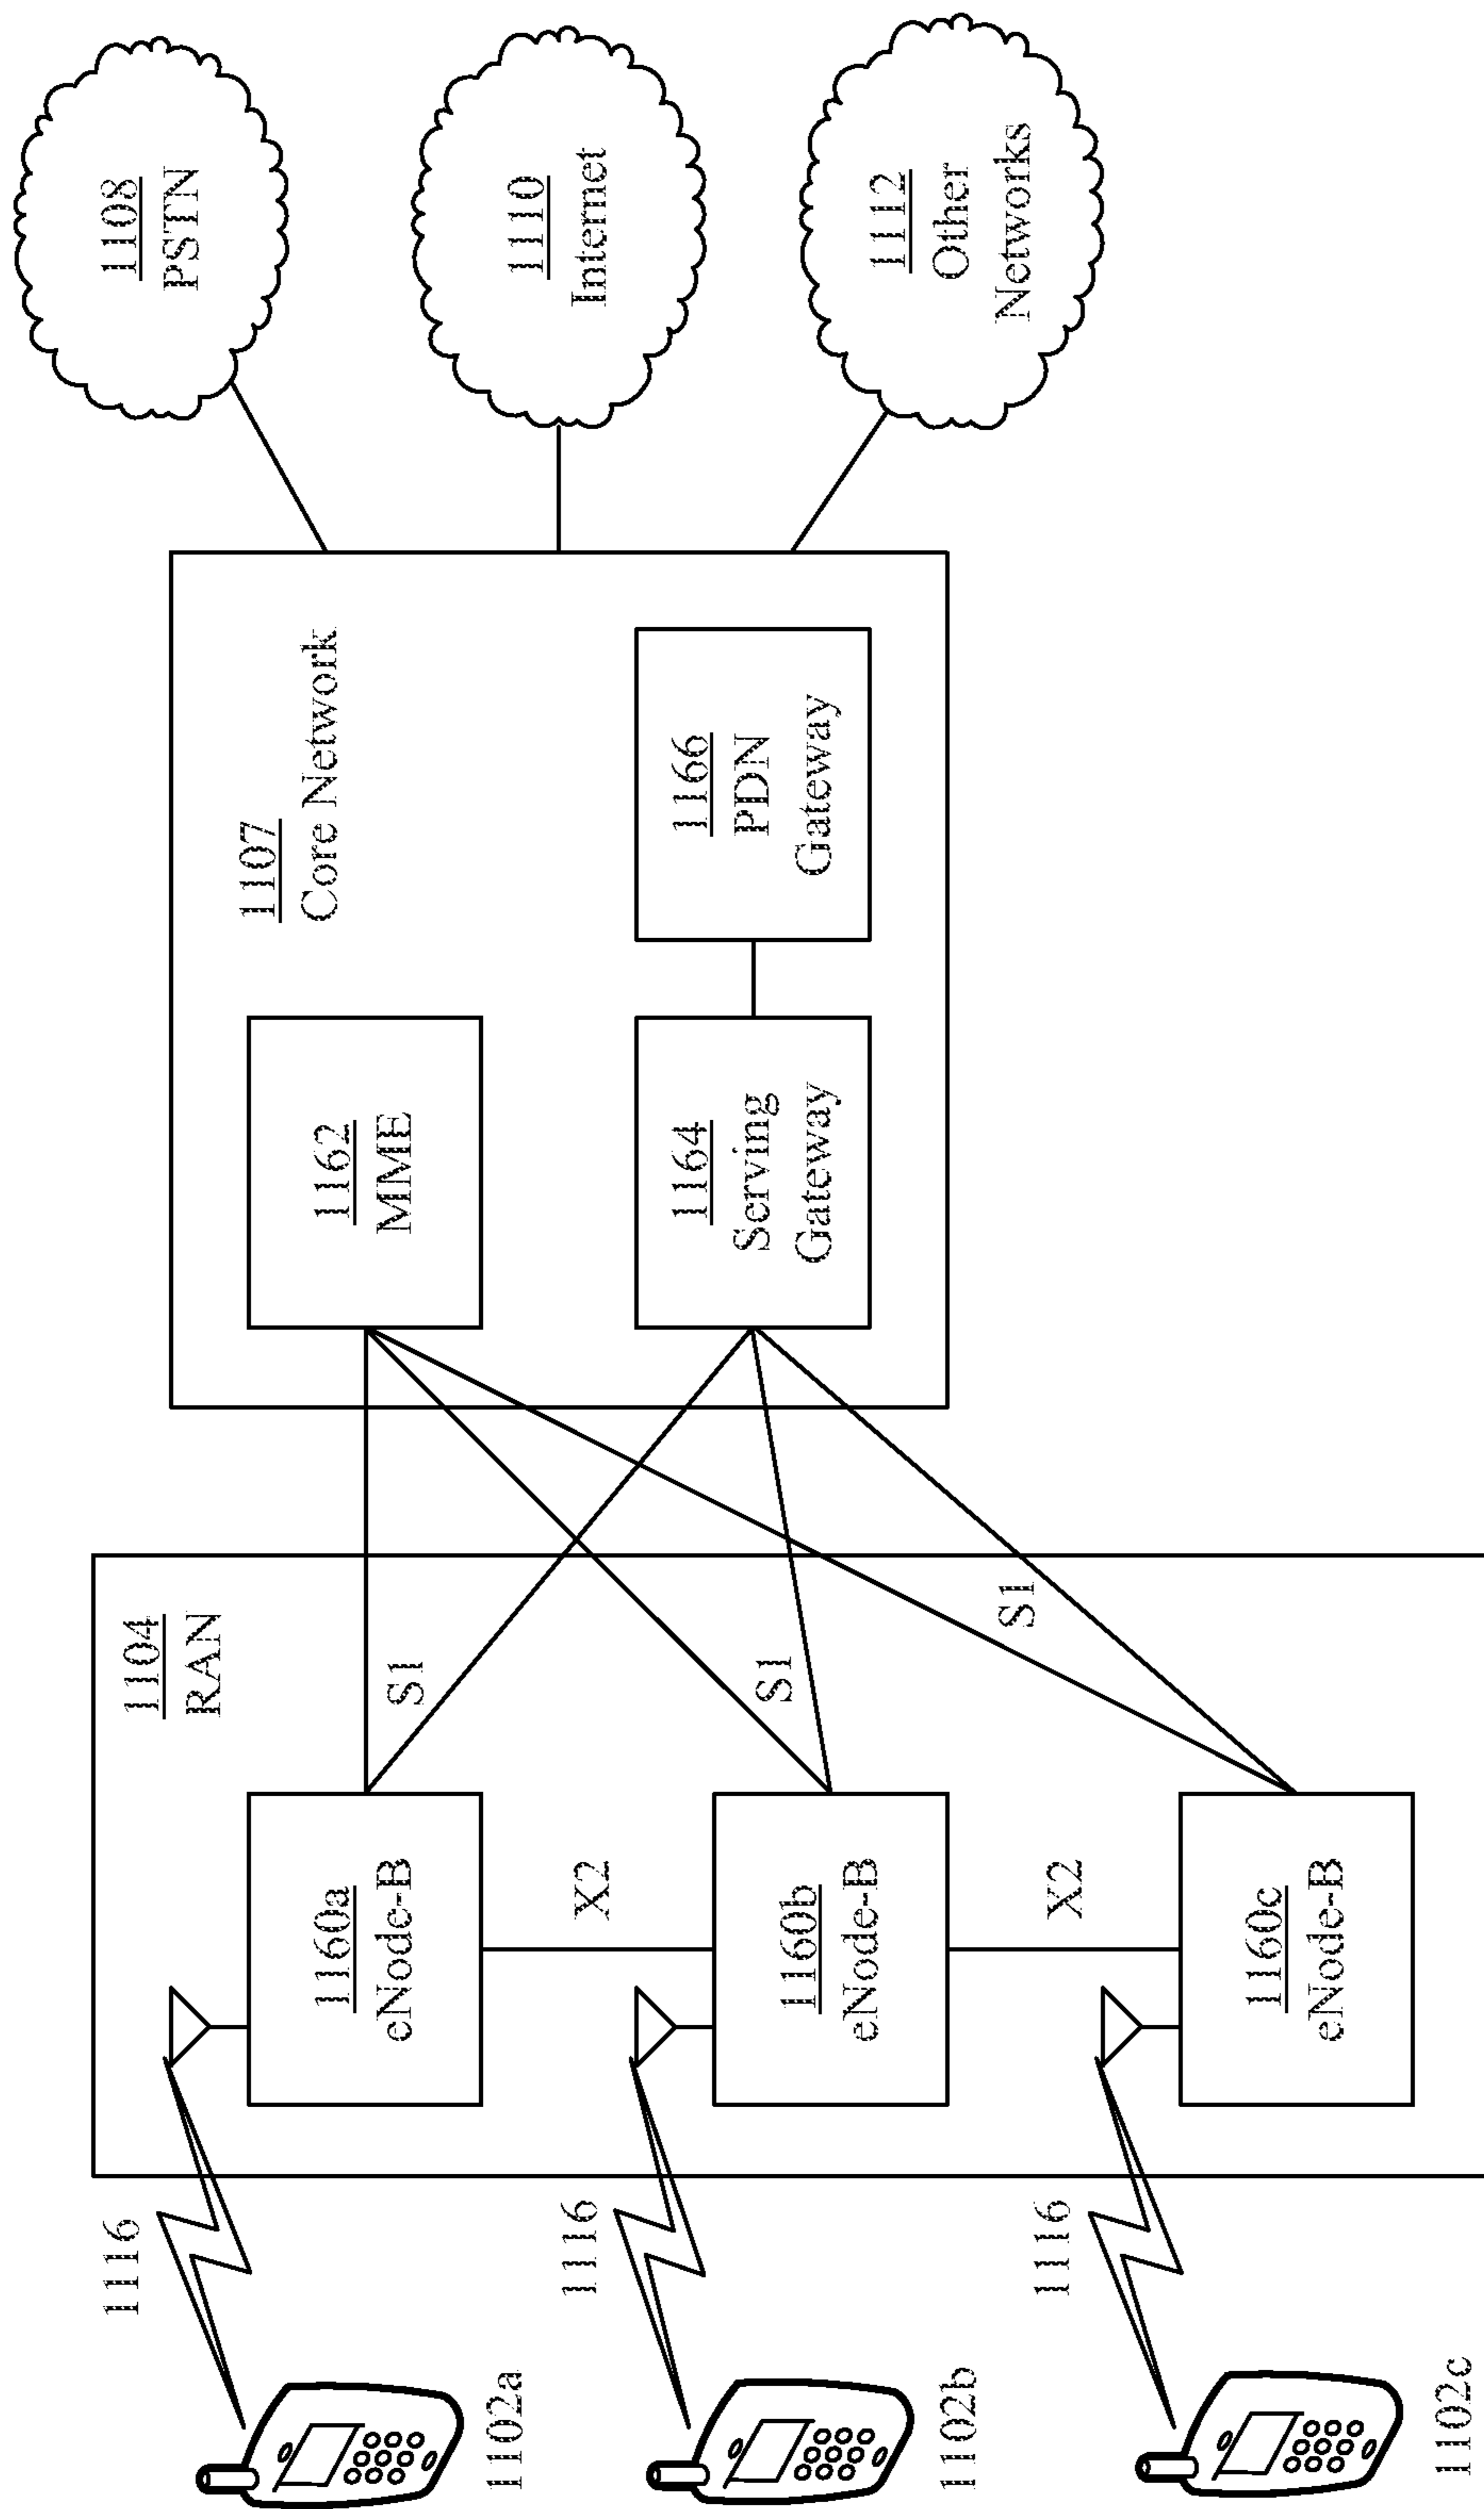 1102a
1116
1102b
1116
1102c
1116
1104
RAN
1160a
eNode-B
X2
1160b
eNode-B
X2
1160c
eNode-B
S1
S1
S1
1107
Core Network
1162
MME
1164
Serving
Gateway
1166
PDN
Gateway
1108
PSTN
1110
Internet
1112
Other
Networks